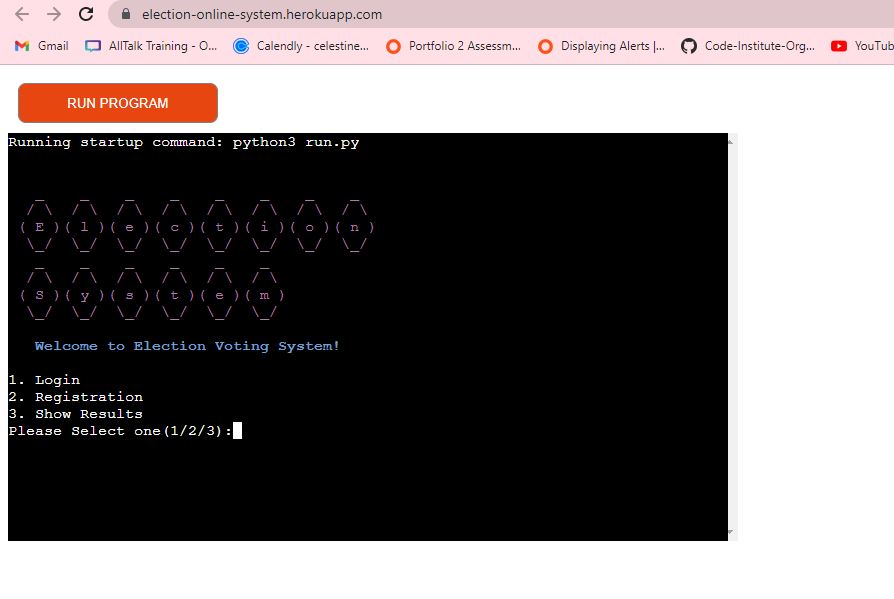 election-online-system.herokuapp.com
Gmail AllTalk Training - O... Calendly - celestine... Portfolio 2 Assessm... Displaying Alerts |... Code-Institute-Org... YouTub
RUN PROGRAM
Running startup command: python3 run.py
   _   _   _   _   _   _   _   _
  / \ / \ / \ / \ / \ / \ / \ / \
 ( E )( l )( e )( c )( t )( i )( o )( n )
  \_/ \_/ \_/ \_/ \_/ \_/ \_/ \_/
   _   _   _   _   _   _
  / \ / \ / \ / \ / \ / \
 ( S )( y )( s )( t )( e )( m )
  \_/ \_/ \_/ \_/ \_/ \_/
Welcome to Election Voting System!
1. Login
2. Registration
3. Show Results
Please Select one(1/2/3):